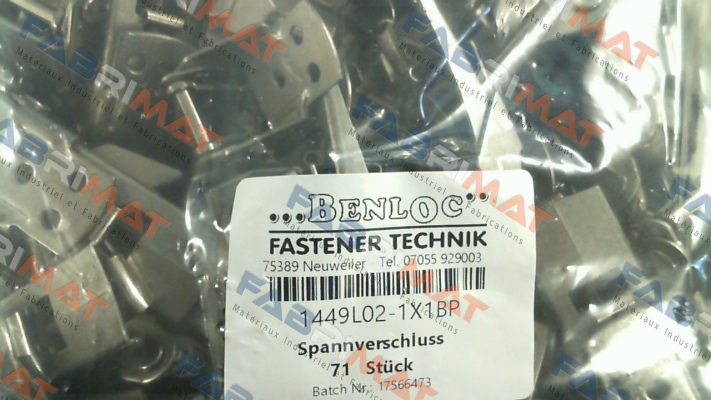 ...BENLOC...
FASTENER TECHNIK
75389 Neuweiler Tel. 07055 929003
1449L02-1X1BP
Spannverschluss
71 Stück
Batch Nr. 17566473
FABRIMAT
Materiaux Industriel et Fabrications